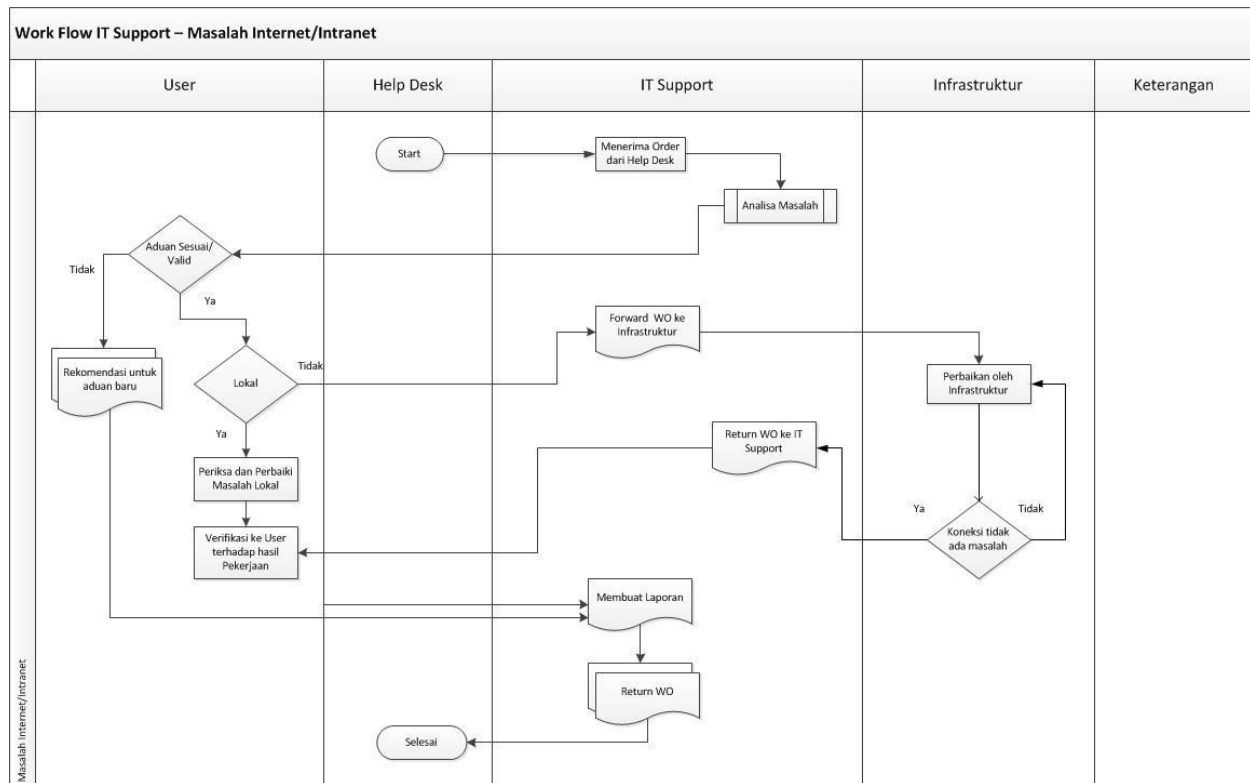 Work Flow IT Support – Masalah Internet/Intranet
User
Help Desk
IT Support
Infrastruktur
Keterangan
Masalah Internet/Intranet
Start
Menerima Order
dari Help Desk
Analisa Masalah
Aduan Sesuai/
Valid
Tidak
Ya
Rekomendasi untuk
aduan baru
Lokal
Tidak
Ya
Forward WO ke
Infrastruktur
Perbaikan oleh
Infrastruktur
Periksa dan Perbaiki
Masalah Lokal
Return WO ke IT
Support
Ya
Tidak
Koneksi tidak
ada masalah
Verifikasi ke User
terhadap hasil
Pekerjaan
Membuat Laporan
Return WO
Selesai